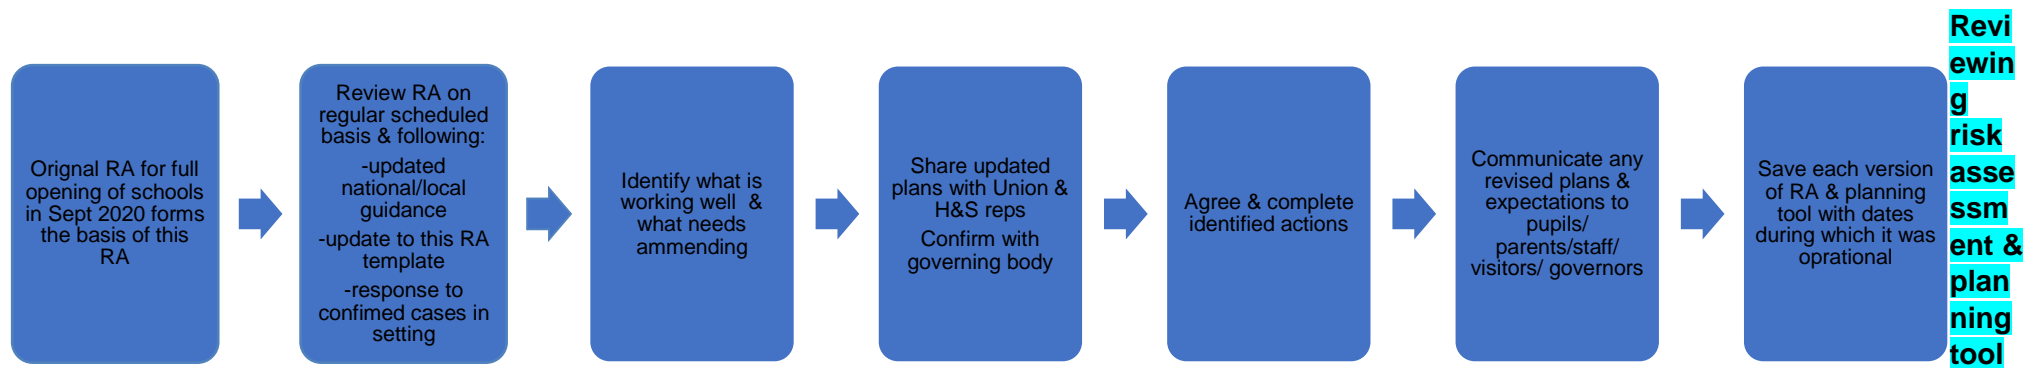 Orignal RA for full
opening of schools
in Sept 2020 forms
the basis of this
RA
Review RA on
regular scheduled
basis & following:
-updated
national/local
guidance
-update to this RA
template
-response to
confimed cases in
setting
Identify what is
working well & 
what needs
ammending
Share updated
plans with Union &
H&S reps
Confirm with
governing body
Agree & complete
identified actions
Communicate any
revised plans &
expectations to
pupils/
parents/staff/
visitors/ governors
Save each version
of RA & planning
tool with dates
during which it was
oprational
Revi
ewin
g
risk
asse
ssm
ent &
plan
ning
tool